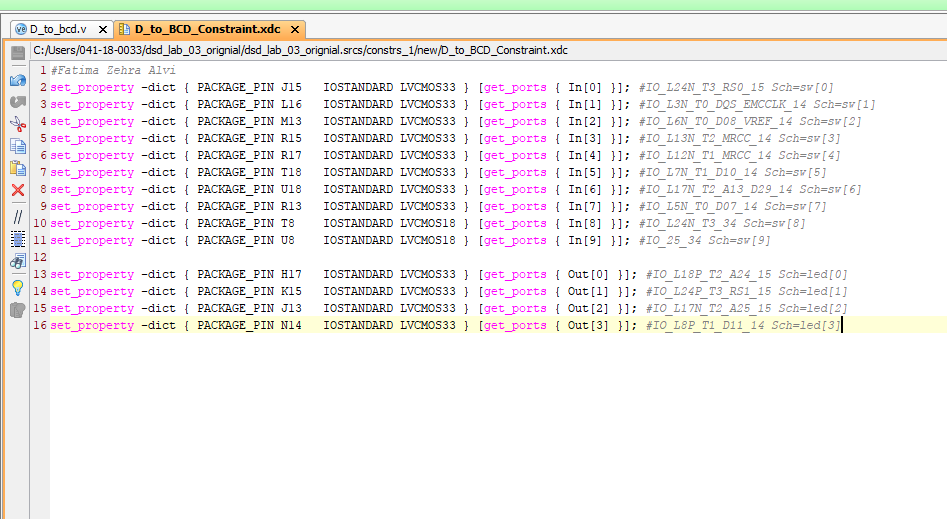 D_to_bcd.v
D_to_BCD_Constraint.xdc
C:/Users/041-18-0033/dsd_lab_03_orignial/dsd_lab_03_orignial.srcs/constrs_1/new/D_to_BCD_Constraint.xdc
1 #Fatima Zehra Alvi
2 set_property -dict { PACKAGE_PIN J15 IOSTANDARD LVCMOS33 } [get_ports { In[0] }]; #IO_L24N_T3_RS0_15 Sch=sw[0]
3 set_property -dict { PACKAGE_PIN L16 IOSTANDARD LVCMOS33 } [get_ports { In[1] }]; #IO_L3N_T0_DQS_EMCCLK_14 Sch=sw[1]
4 set_property -dict { PACKAGE_PIN M13 IOSTANDARD LVCMOS33 } [get_ports { In[2] }]; #IO_L6N_T0_D08_VREF_14 Sch=sw[2]
5 set_property -dict { PACKAGE_PIN R15 IOSTANDARD LVCMOS33 } [get_ports { In[3] }]; #IO_L13N_T2_MRCC_14 Sch=sw[3]
6 set_property -dict { PACKAGE_PIN R17 IOSTANDARD LVCMOS33 } [get_ports { In[4] }]; #IO_L12N_T1_MRCC_14 Sch=sw[4]
7 set_property -dict { PACKAGE_PIN T18 IOSTANDARD LVCMOS33 } [get_ports { In[5] }]; #IO_L7N_T1_D10_14 Sch=sw[5]
8 set_property -dict { PACKAGE_PIN U18 IOSTANDARD LVCMOS33 } [get_ports { In[6] }]; #IO_L17N_T2_A13_D29_14 Sch=sw[6]
9 set_property -dict { PACKAGE_PIN R13 IOSTANDARD LVCMOS33 } [get_ports { In[7] }]; #IO_L5N_T0_D07_14 Sch=sw[7]
10 set_property -dict { PACKAGE_PIN T8 IOSTANDARD LVCMOS18 } [get_ports { In[8] }]; #IO_L24N_T3_34 Sch=sw[8]
11 set_property -dict { PACKAGE_PIN U8 IOSTANDARD LVCMOS18 } [get_ports { In[9] }]; #IO_25_34 Sch=sw[9]
12
13 set_property -dict { PACKAGE_PIN H17 IOSTANDARD LVCMOS33 } [get_ports { Out[0] }]; #IO_L18P_T2_A24_15 Sch=led[0]
14 set_property -dict { PACKAGE_PIN K15 IOSTANDARD LVCMOS33 } [get_ports { Out[1] }]; #IO_L24P_T3_RS1_15 Sch=led[1]
15 set_property -dict { PACKAGE_PIN J13 IOSTANDARD LVCMOS33 } [get_ports { Out[2] }]; #IO_L17N_T2_A25_15 Sch=led[2]
16 set_property -dict { PACKAGE_PIN N14 IOSTANDARD LVCMOS33 } [get_ports { Out[3] }]; #IO_L8P_T1_D11_14 Sch=led[3]